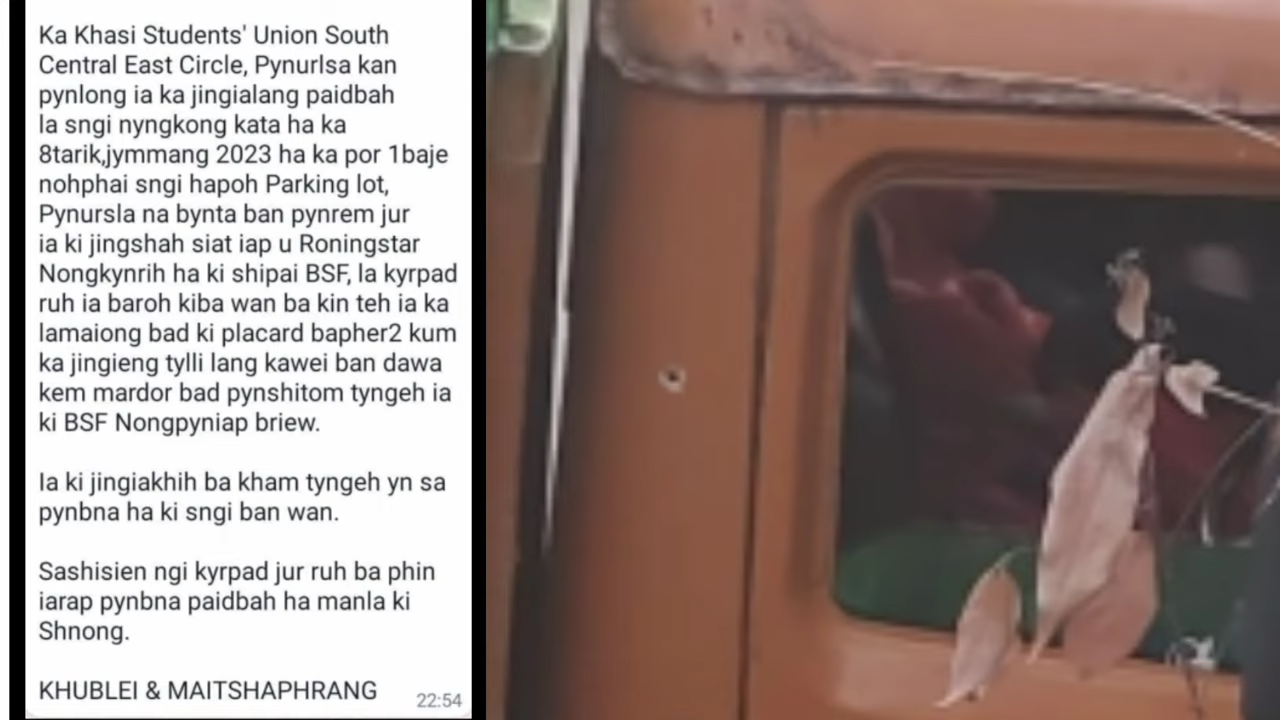 Ka Khasi Students' Union South
Central East Circle, Pynurlsa kan
pynlong ia ka jingialang paidbah
la sngi nyngkong kata ha ka
8tarik,jymmang 2023 ha ka por 1baje
nohphai sngi hapoh Parking lot,
Pynursla na bynta ban pynrem jur
ia ki jingshah siat iap u Roningstar
Nongkynrih ha ki shipai BSF, la kyrpad
ruh ia baroh kiba wan ba kin teh ia ka
lamaiong bad ki placard bapher2 kum
ka jingieng tylli lang kawei ban dawa
kem mardor bad pynshitom tyngeh ia
ki BSF Nongpyniap briew.
Ia ki jingiakhih ba kham tyngeh yn sa
pynbna ha ki sngi ban wan.
Sashisien ngi kyrpad jur ruh ba phin
iarap pynbna paidbah ha manla ki
Shnong.
KHUBLEI & MAITSHAPHRANG
22:54